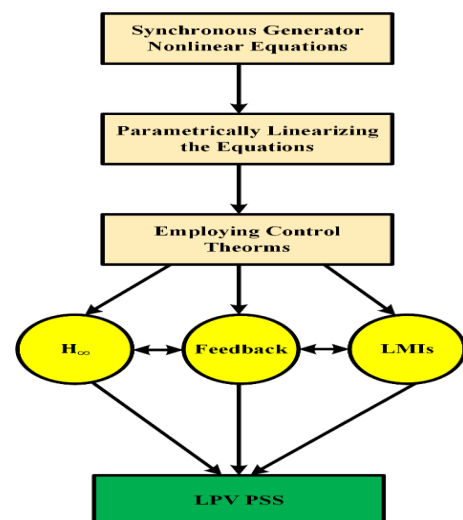 Synchronous Generator
Nonlinear Equations
Parametrically Linearizing
the Equations
Employing Control
Theorms
H∞
Feedback
LMIs
LPV PSS